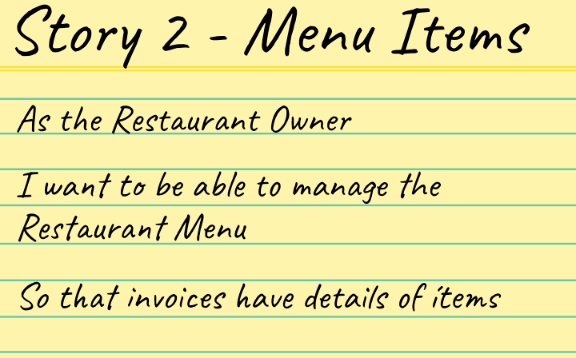 Story 2 - Menu Items
As the Restaurant Owner
I want to be able to manage the
Restaurant Menu
So that invoices have details of items